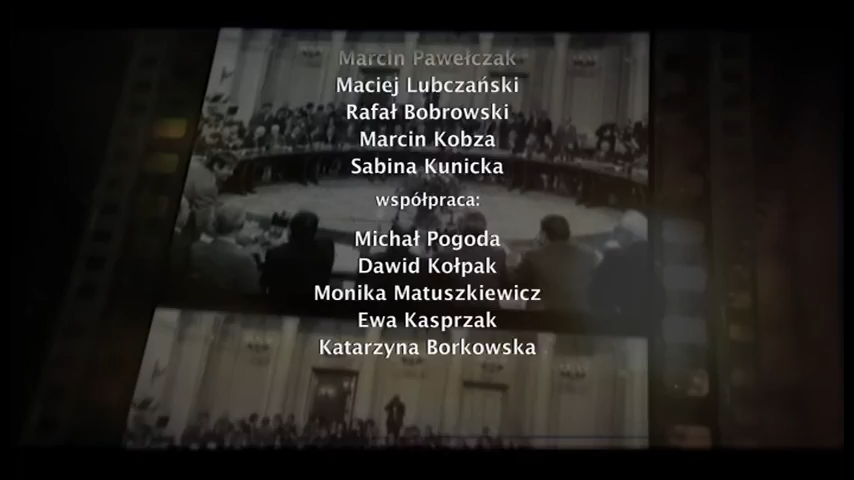 Marcin Pawełczak
Maciej Lubczański
Rafał Bobrowski
Marcin Kobza
Sabina Kunicka
współpraca:
Michał Pogoda
Dawid Kołpak
Monika Matuszkiewicz
Ewa Kasprzak
Katarzyna Borkowska